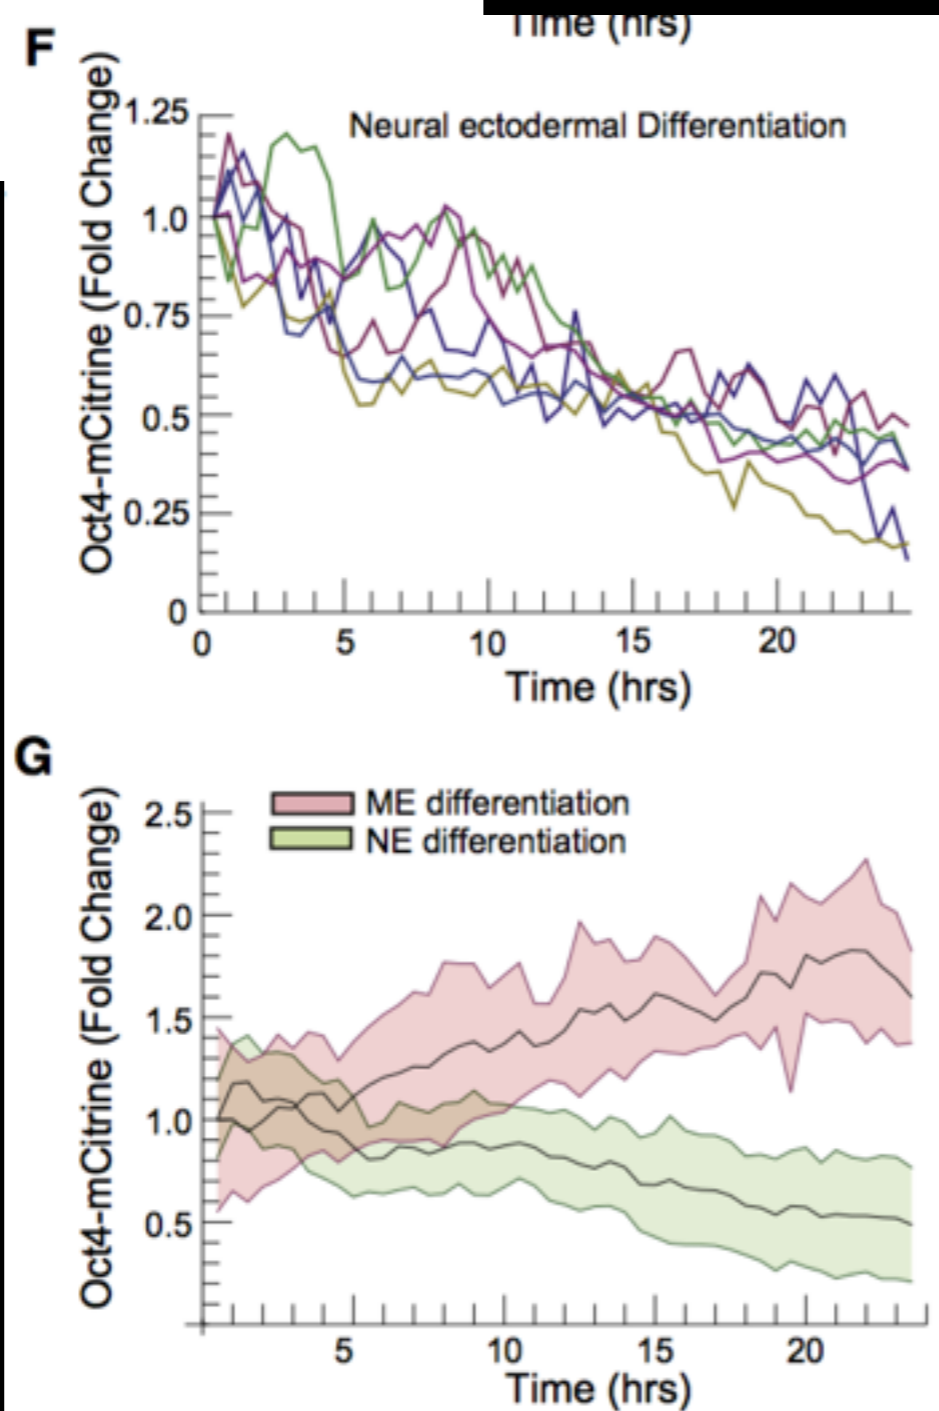 Time (hrs)
F
Oct4-mCitrine (Fold Change)
Neural ectodermal Differentiation
1.25
1.0
0.75
0.5
0.25
0
0 5 10 15 20
Time (hrs)
G
Oct4-mCitrine (Fold Change)
ME differentiation
NE differentiation
2.5
2.0
1.5
1.0
0.5
5 10 15 20
Time (hrs)